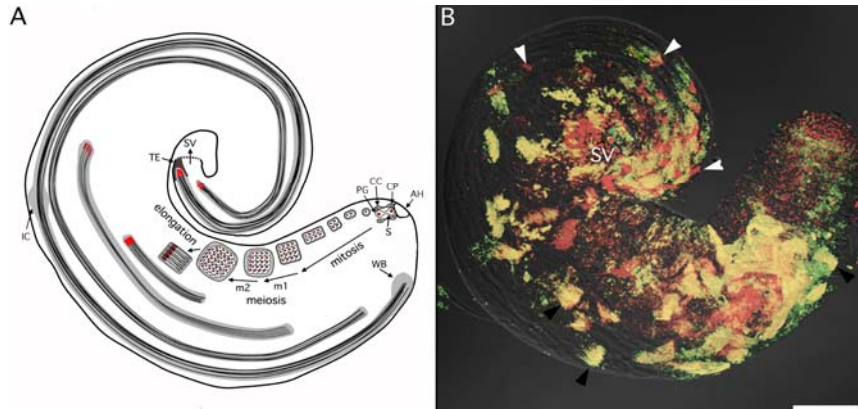 A
SV
TE
CC
CP
PG
AH
S
IC
elongation
mitosis
WB
m2
m1
meiosis
B
SV